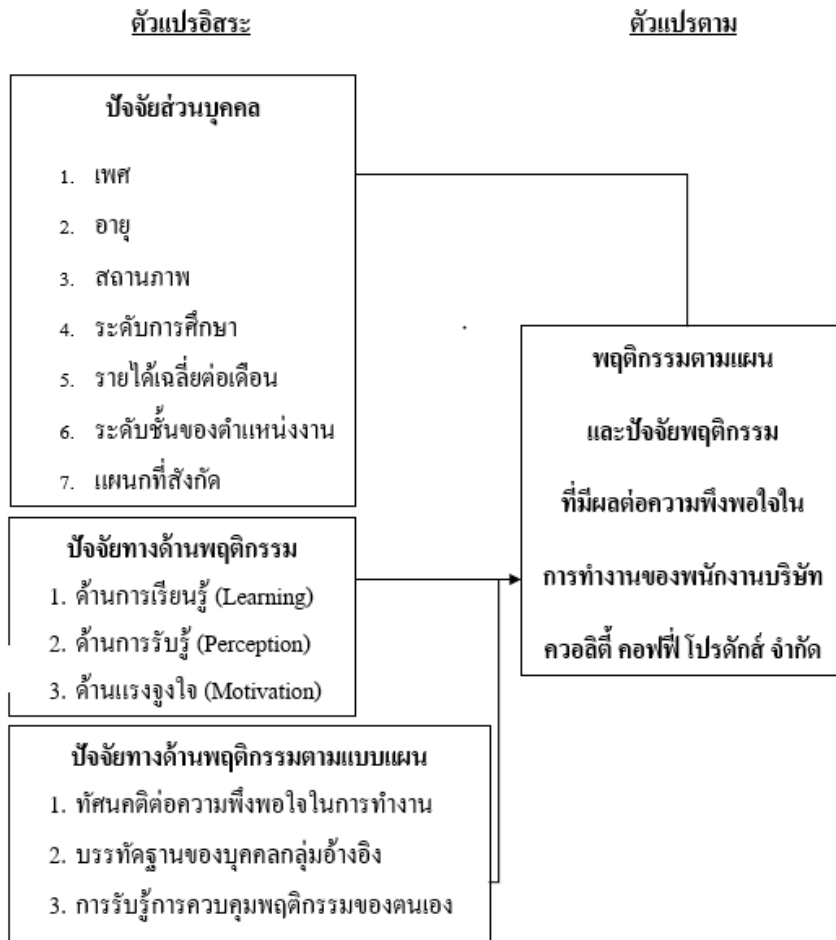 ตัวแปรอิสระ
ตัวแปรตาม
ปัจจัยส่วนบุคคล
1. เพศ
2. อายุ
3. สถานภาพ
4. ระดับการศึกษา
5. รายได้เฉลี่ยต่อเดือน
6. ระดับชั้นของตำแหน่งงาน
7. แผนกที่สังกัด
ปัจจัยทางด้านพฤติกรรม
1. ด้านการเรียนรู้ (Learning)
2. ด้านการรับรู้ (Perception)
3. ด้านแรงจูงใจ (Motivation)
ปัจจัยทางด้านพฤติกรรมตามแบบแผน
1. ทัศนคติต่อความพึงพอใจในการทำงาน
2. บรรทัดฐานของบุคคลกลุ่มอ้างอิง
3. การรับรู้การควบคุมพฤติกรรมของตนเอง
พฤติกรรมตามแผน
และปัจจัยพฤติกรรม
ที่มีผลต่อความพึงพอใจใน
การทำงานของพนักงานบริษัท
ควอลิตี้ คอฟฟี่ โปรดักส์ จำกัด